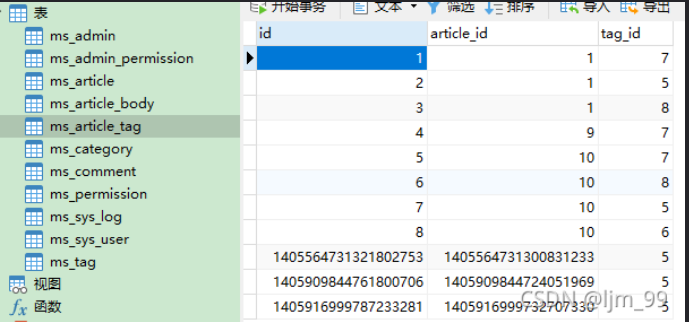 表
ms_admin
ms_admin_permission
ms_article
ms_article_body
ms_article_tag
ms_category
ms_comment
ms_permission
ms_sys_log
ms_sys_user
ms_tag
视图
fx 函数
开始事务 文本 筛选 排序 导入 导出
id article_id tag_id
1 1 7
2 1 5
3 1 8
4 9 7
5 10 7
6 10 8
7 10 5
8 10 6
1405564731321802753 1405564731300831233 5
1405909844761800706 1405909844724051969 5
1405916999787233281 1405916999732707330 5
CSDN @ljm_99